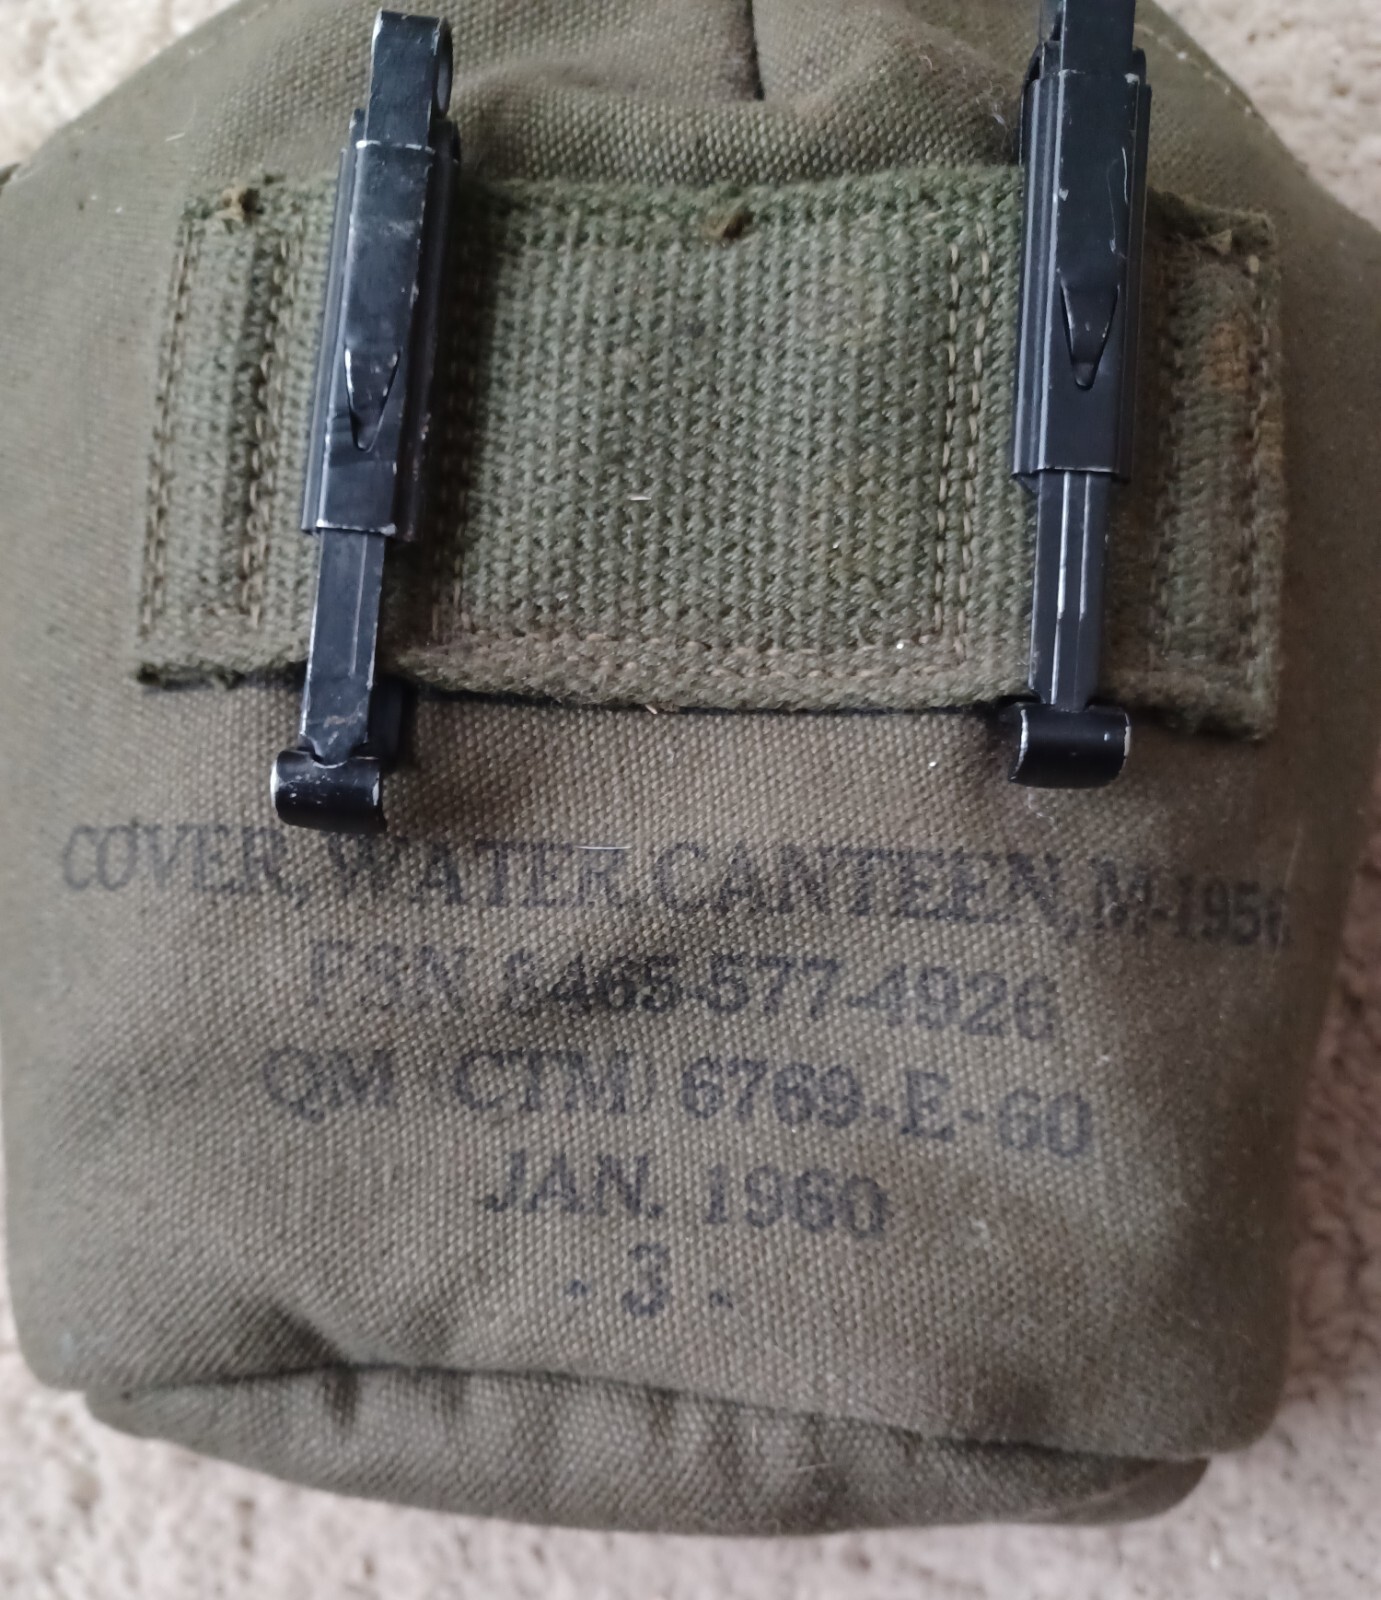 COVER, WATER CANTEEN, M-1956
FSN 8465-577-4926
QM CTM 6769-E-60
JAN. 1960
- 3 -